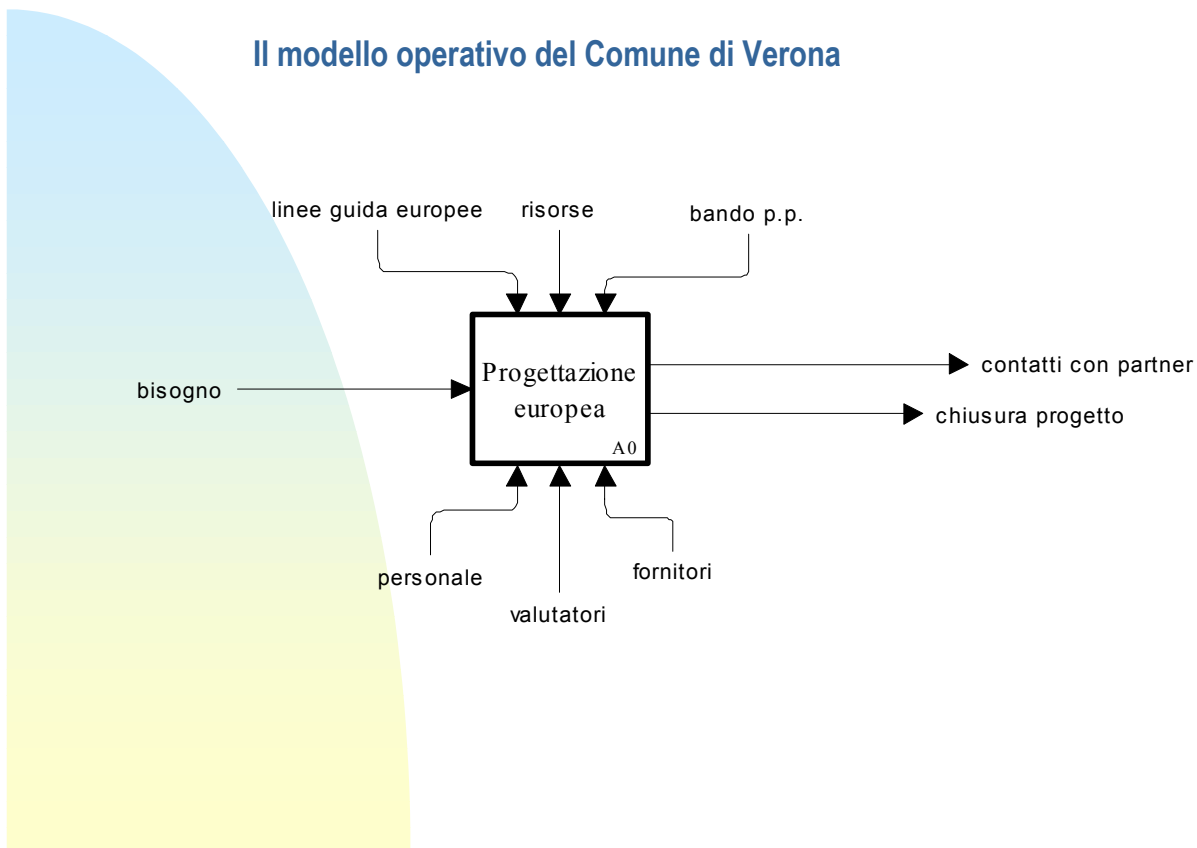 Il modello operativo del Comune di Verona
linee guida europee
risorse
bando p.p.
bisogno
Progettazione
europea
A0
contatti con partner
chiusura progetto
personale
valutatori
fornitori